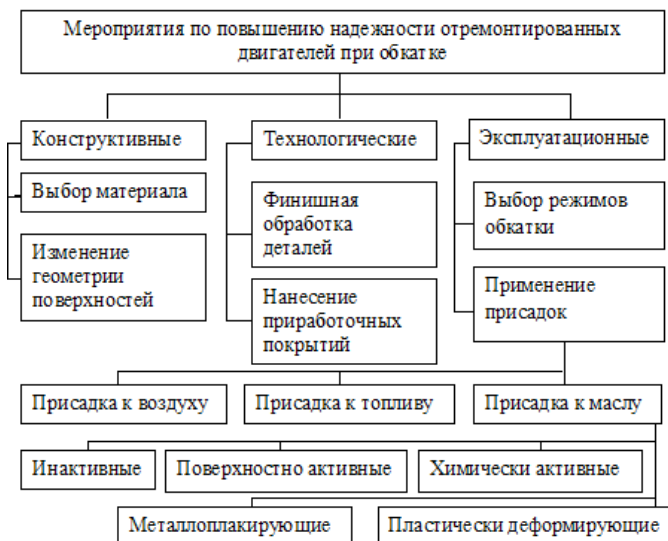 Мероприятия по повышению надежности отремонтированных
двигателей при обкатке
Конструктивные
Технологические
Эксплуатационные
Выбор материала
Финишная
обработка
деталей
Выбор режимов
обкатки
Изменение
геометрии
поверхностей
Нанесение
приработочных
покрытий
Применение
присадок
Присадка к воздуху
Присадка к топливу
Присадка к маслу
Инактивные
Поверхностно активные
Химически активные
Металлоплакирующие
Пластически деформирующие